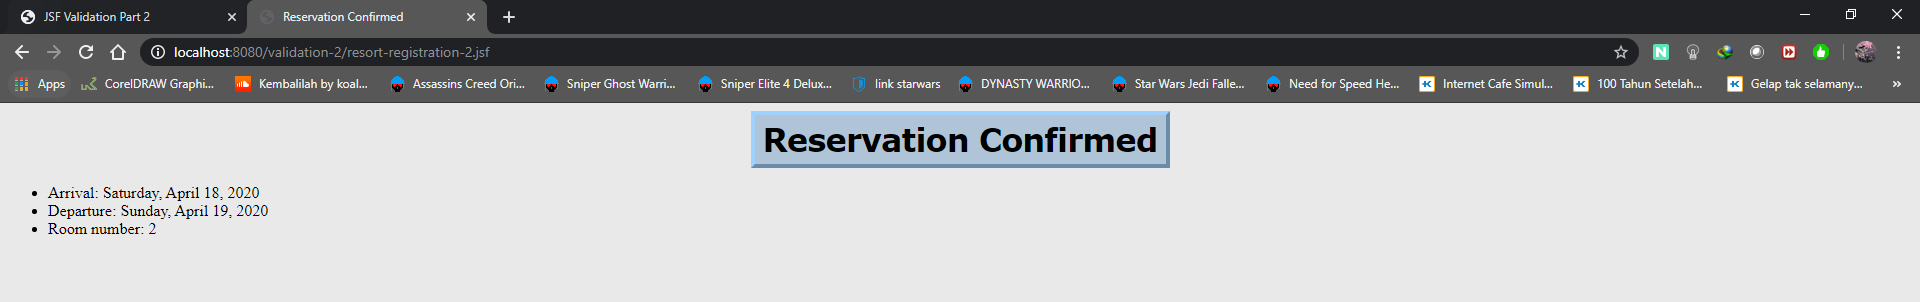 JSF Validation Part 2
Reservation Confirmed
localhost:8080/validation-2/resort-registration-2.jsf
Apps CorelDRAW Graphi... Kembalilah by koal... Assassins Creed Ori... Sniper Ghost Warri... Sniper Elite 4 Delux... link starwars DYNASTY WARRIO... Star Wars Jedi Falle... Need for Speed He... Internet Cafe Simul... 100 Tahun Setelah... Gelap tak selamany... »
Reservation Confirmed
• Arrival: Saturday, April 18, 2020
• Departure: Sunday, April 19, 2020
• Room number: 2